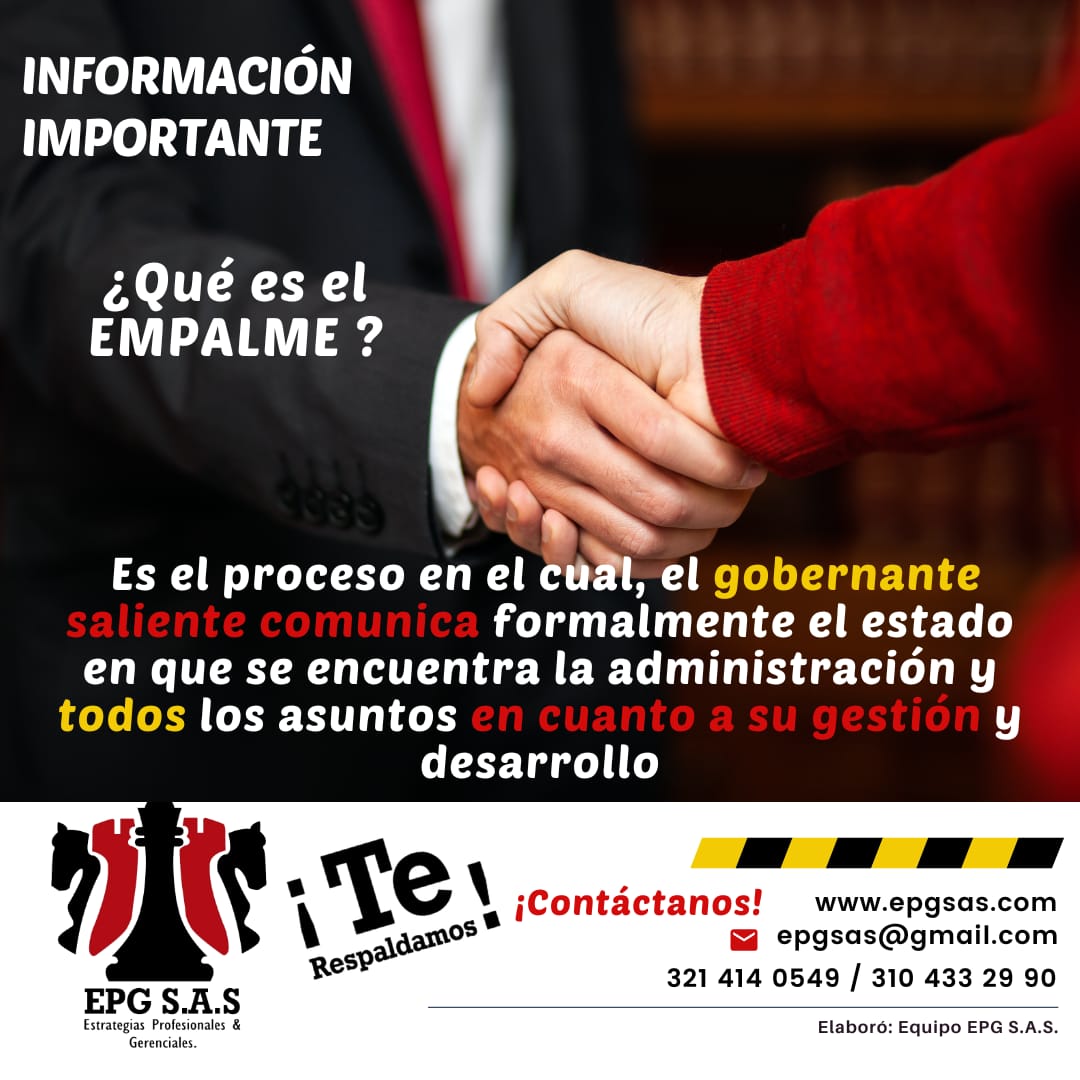 INFORMACIÓN
IMPORTANTE
¿Qué es el
EMPALME ?
Es el proceso en el cual, el gobernante
saliente comunica formalmente el estado
en que se encuentra la administración y
todos los asuntos en cuanto a su gestión y
desarrollo
EPG S.A.S
Estrategias Profesionales &
Gerenciales.
¡Te
Respaldamos!
¡Contáctanos!
www.epgsas.com
epgsas@gmail.com
321 414 0549 / 310 433 29 90
Elaboró: Equipo EPG S.A.S.